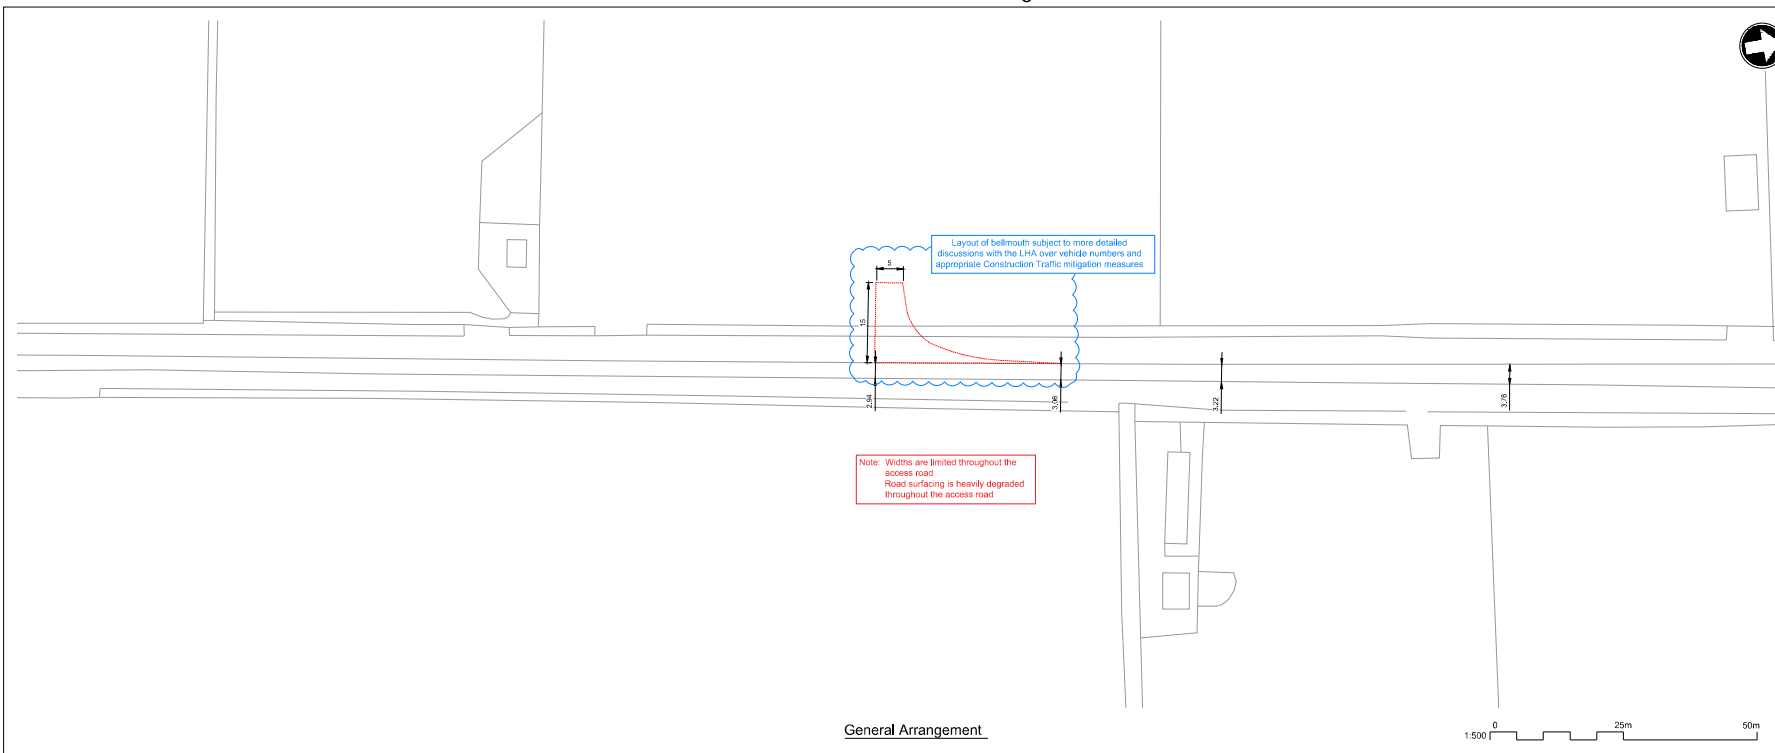 Layout of bellmouth subject to more detailed
discussions with the LHA over vehicle numbers and
appropriate Construction Traffic mitigation measures
5
15
2.94
3.06
3.22
3.76
Note: Widths are limited throughout the
access road
Road surfacing is heavily degraded
throughout the access road
General Arrangement
1:500
0 25m 50m